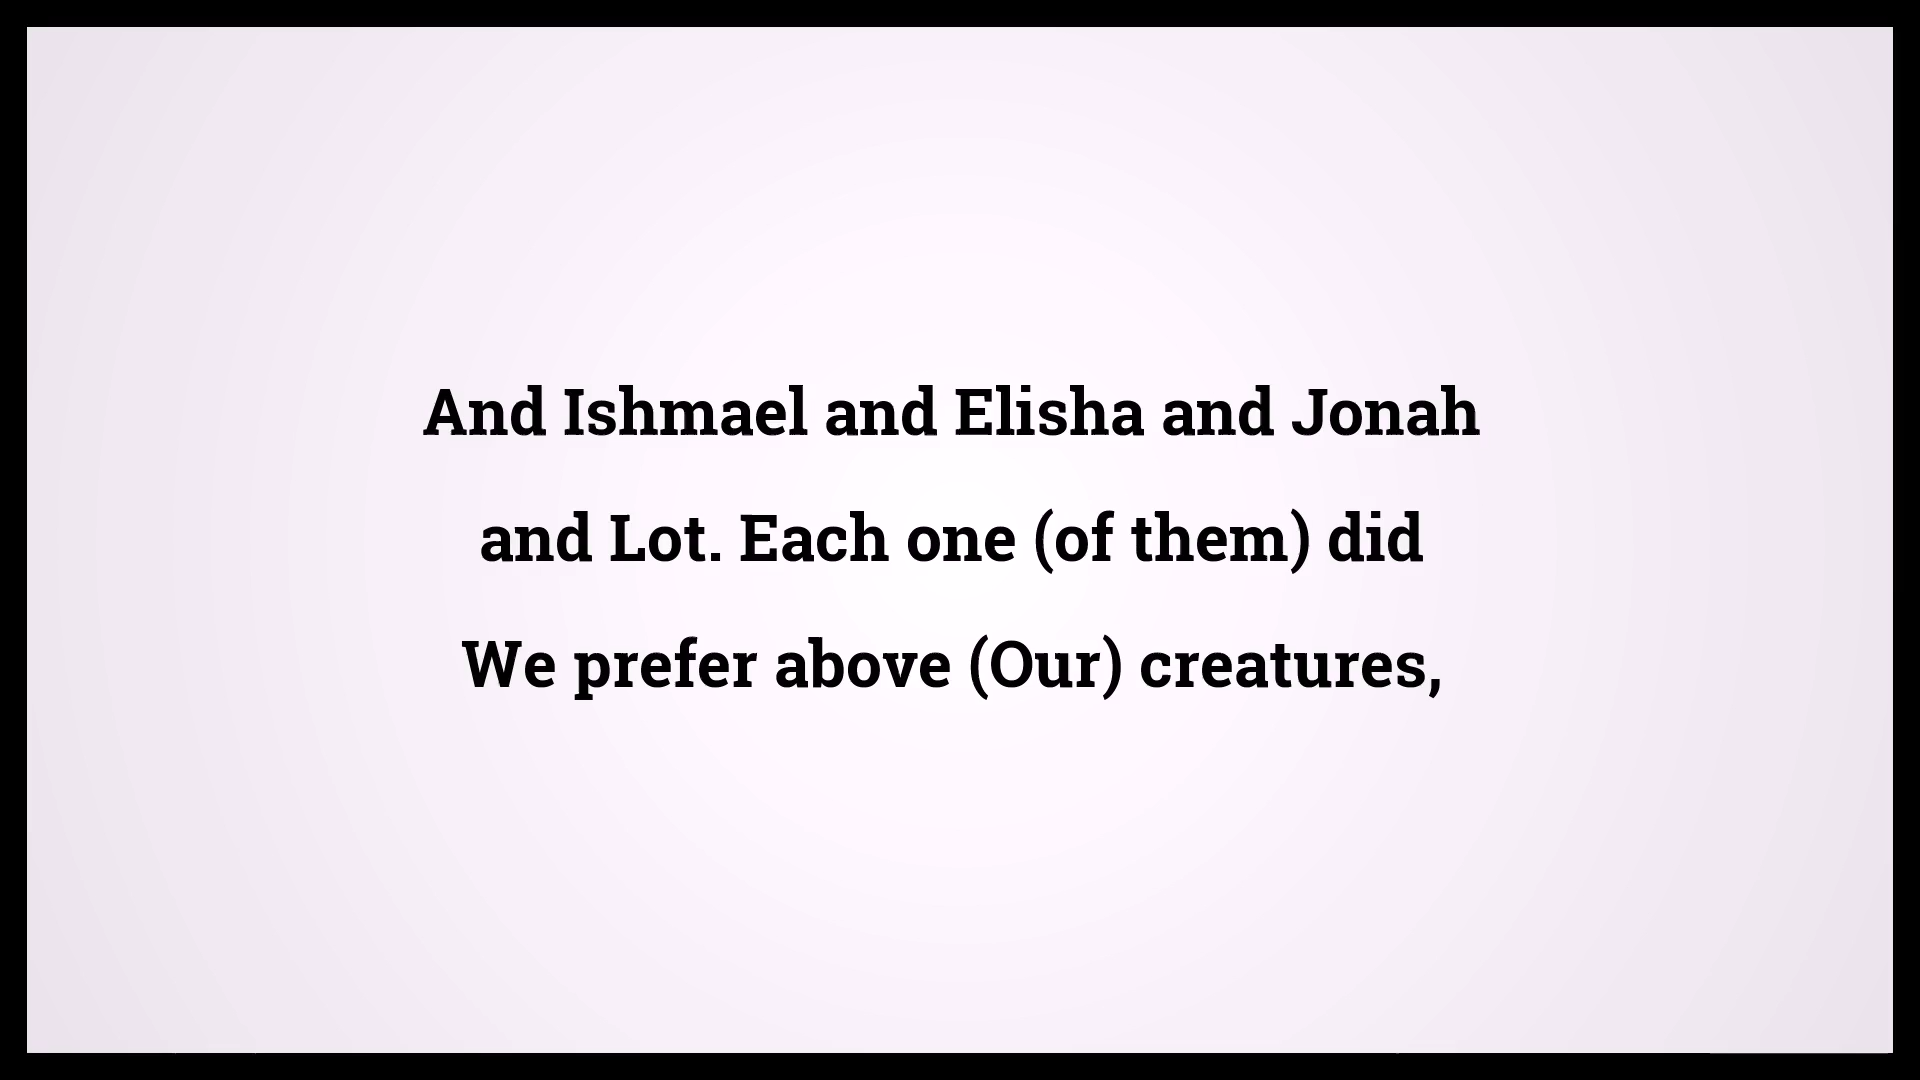 And Ishmael and Elisha and Jonah
and Lot. Each one (of them) did
We prefer above (Our) creatures,